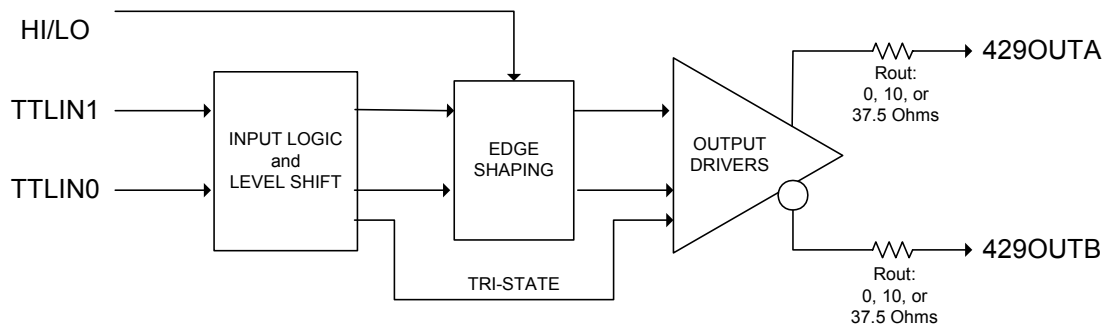 HI/LO
TTLIN1
TTLIN0
INPUT LOGIC
and
LEVEL SHIFT
EDGE
SHAPING
TRI-STATE
OUTPUT
DRIVERS
429OUTA
Rout:
0, 10, or
37.5 Ohms
429OUTB
Rout:
0, 10, or
37.5 Ohms